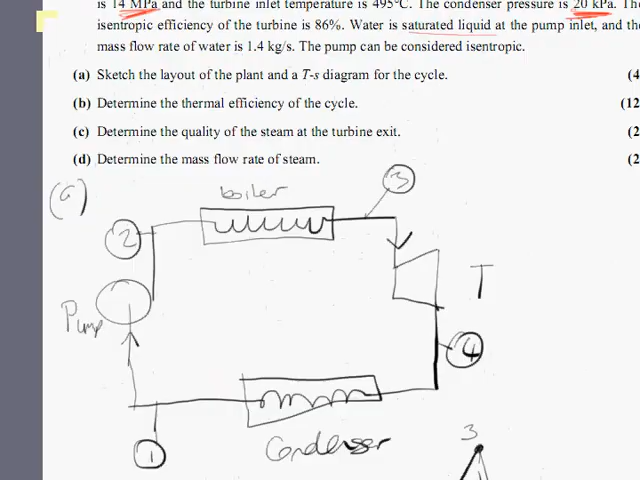 is 14 MPa and the turbine inlet temperature is 495°C. The condenser pressure is 20 kPa. The
isentropic efficiency of the turbine is 86%. Water is saturated liquid at the pump inlet, and the
mass flow rate of water is 1.4 kg/s. The pump can be considered isentropic.
(a) Sketch the layout of the plant and a T-s diagram for the cycle. (4
(b) Determine the thermal efficiency of the cycle. (12
(c) Determine the quality of the steam at the turbine exit. (2
(d) Determine the mass flow rate of steam. (2
(a)
boiler
3
2
T
Pump
4
1
Condenser
3